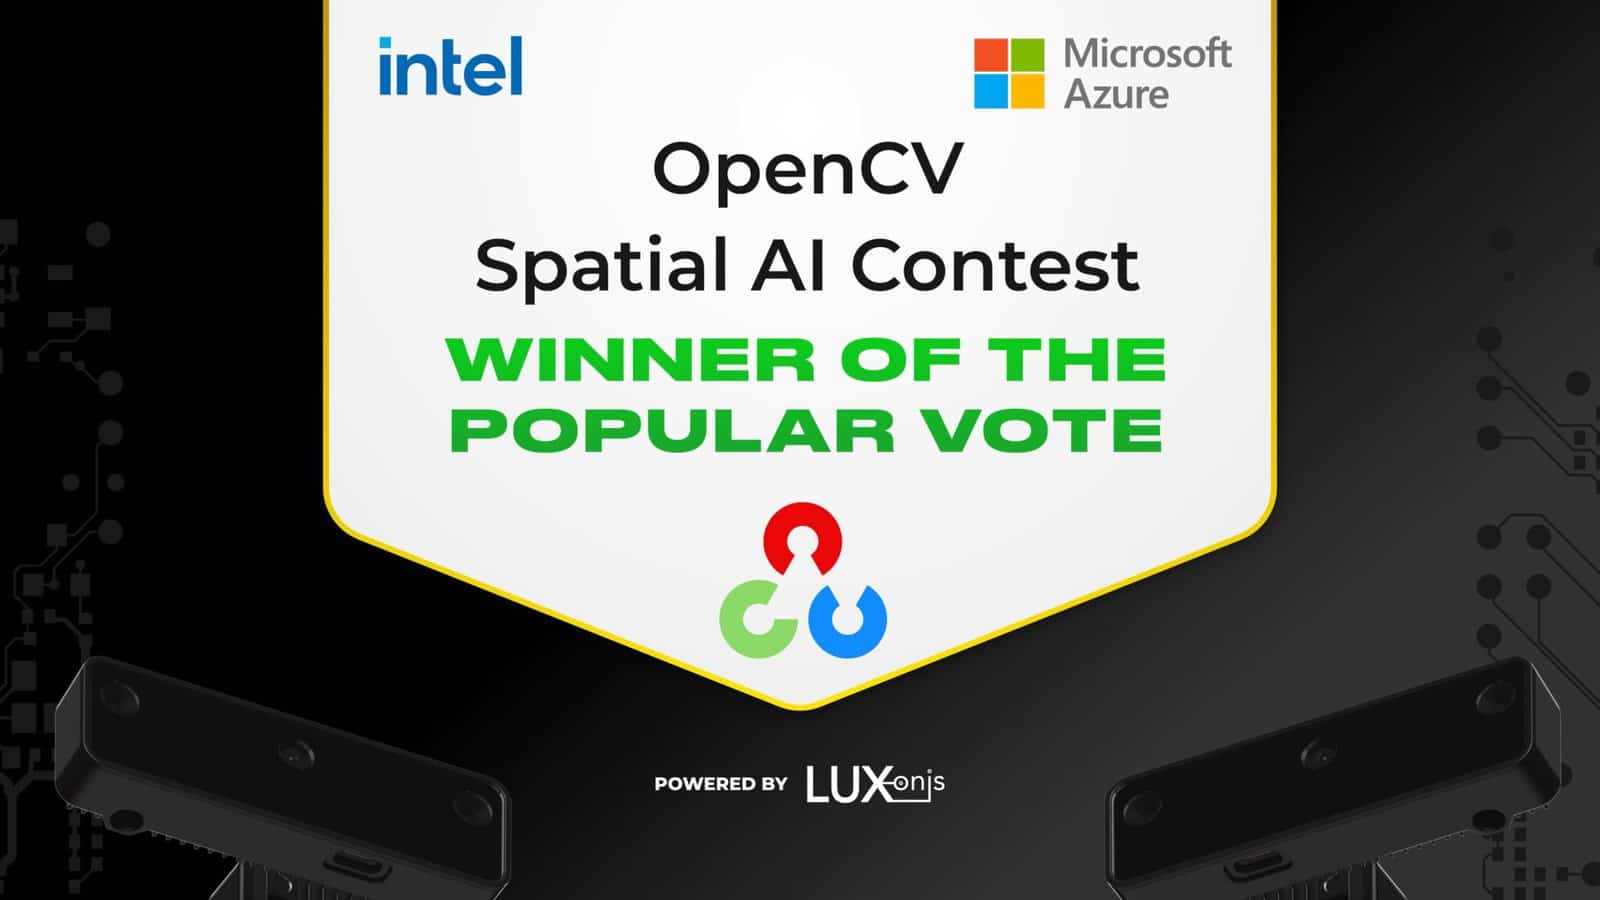 intel
Microsoft
Azure
OpenCV
Spatial AI Contest
WINNER OF THE
POPULAR VOTE
POWERED BY LUXonis